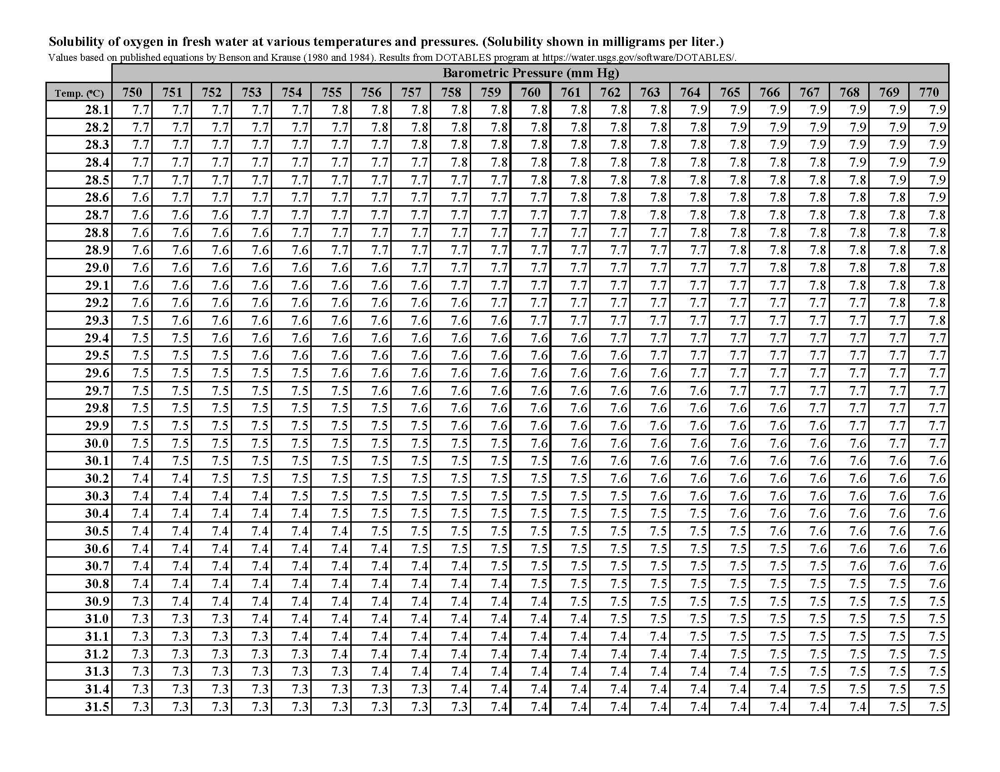 Solubility of oxygen in fresh water at various temperatures and pressures. (Solubility shown in milligrams per liter.)
Values based on published equations by Benson and Krause (1980 and 1984). Results from DOTABLES program at https://water.usgs.gov/software/DOTABLES/.
Barometric Pressure (mm Hg)
Temp. (ºC) 750 751 752 753 754 755 756 757 758 759 760 761 762 763 764 765 766 767 768 769 770
28.1 7.7 7.7 7.7 7.7 7.7 7.8 7.8 7.8 7.8 7.8 7.8 7.8 7.8 7.8 7.9 7.9 7.9 7.9 7.9 7.9 7.9
28.2 7.7 7.7 7.7 7.7 7.7 7.7 7.8 7.8 7.8 7.8 7.8 7.8 7.8 7.8 7.8 7.9 7.9 7.9 7.9 7.9 7.9
28.3 7.7 7.7 7.7 7.7 7.7 7.7 7.7 7.8 7.8 7.8 7.8 7.8 7.8 7.8 7.8 7.8 7.9 7.9 7.9 7.9 7.9
28.4 7.7 7.7 7.7 7.7 7.7 7.7 7.7 7.7 7.8 7.8 7.8 7.8 7.8 7.8 7.8 7.8 7.8 7.8 7.9 7.9 7.9
28.5 7.7 7.7 7.7 7.7 7.7 7.7 7.7 7.7 7.7 7.7 7.8 7.8 7.8 7.8 7.8 7.8 7.8 7.8 7.8 7.9 7.9
28.6 7.6 7.7 7.7 7.7 7.7 7.7 7.7 7.7 7.7 7.7 7.7 7.8 7.8 7.8 7.8 7.8 7.8 7.8 7.8 7.8 7.9
28.7 7.6 7.6 7.6 7.7 7.7 7.7 7.7 7.7 7.7 7.7 7.7 7.7 7.8 7.8 7.8 7.8 7.8 7.8 7.8 7.8 7.8
28.8 7.6 7.6 7.6 7.6 7.7 7.7 7.7 7.7 7.7 7.7 7.7 7.7 7.7 7.7 7.8 7.8 7.8 7.8 7.8 7.8 7.8
28.9 7.6 7.6 7.6 7.6 7.6 7.7 7.7 7.7 7.7 7.7 7.7 7.7 7.7 7.7 7.7 7.8 7.8 7.8 7.8 7.8 7.8
29.0 7.6 7.6 7.6 7.6 7.6 7.6 7.6 7.7 7.7 7.7 7.7 7.7 7.7 7.7 7.7 7.7 7.8 7.8 7.8 7.8 7.8
29.1 7.6 7.6 7.6 7.6 7.6 7.6 7.6 7.6 7.7 7.7 7.7 7.7 7.7 7.7 7.7 7.7 7.7 7.8 7.8 7.8 7.8
29.2 7.6 7.6 7.6 7.6 7.6 7.6 7.6 7.6 7.6 7.7 7.7 7.7 7.7 7.7 7.7 7.7 7.7 7.7 7.7 7.8 7.8
29.3 7.5 7.6 7.6 7.6 7.6 7.6 7.6 7.6 7.6 7.6 7.7 7.7 7.7 7.7 7.7 7.7 7.7 7.7 7.7 7.7 7.8
29.4 7.5 7.5 7.6 7.6 7.6 7.6 7.6 7.6 7.6 7.6 7.6 7.6 7.7 7.7 7.7 7.7 7.7 7.7 7.7 7.7 7.7
29.5 7.5 7.5 7.5 7.6 7.6 7.6 7.6 7.6 7.6 7.6 7.6 7.6 7.6 7.7 7.7 7.7 7.7 7.7 7.7 7.7 7.7
29.6 7.5 7.5 7.5 7.5 7.5 7.6 7.6 7.6 7.6 7.6 7.6 7.6 7.6 7.6 7.7 7.7 7.7 7.7 7.7 7.7 7.7
29.7 7.5 7.5 7.5 7.5 7.5 7.5 7.6 7.6 7.6 7.6 7.6 7.6 7.6 7.6 7.6 7.7 7.7 7.7 7.7 7.7 7.7
29.8 7.5 7.5 7.5 7.5 7.5 7.5 7.5 7.6 7.6 7.6 7.6 7.6 7.6 7.6 7.6 7.6 7.6 7.7 7.7 7.7 7.7
29.9 7.5 7.5 7.5 7.5 7.5 7.5 7.5 7.5 7.6 7.6 7.6 7.6 7.6 7.6 7.6 7.6 7.6 7.6 7.7 7.7 7.7
30.0 7.5 7.5 7.5 7.5 7.5 7.5 7.5 7.5 7.5 7.5 7.6 7.6 7.6 7.6 7.6 7.6 7.6 7.6 7.6 7.7 7.7
30.1 7.4 7.5 7.5 7.5 7.5 7.5 7.5 7.5 7.5 7.5 7.5 7.6 7.6 7.6 7.6 7.6 7.6 7.6 7.6 7.6 7.6
30.2 7.4 7.4 7.5 7.5 7.5 7.5 7.5 7.5 7.5 7.5 7.5 7.5 7.6 7.6 7.6 7.6 7.6 7.6 7.6 7.6 7.6
30.3 7.4 7.4 7.4 7.4 7.5 7.5 7.5 7.5 7.5 7.5 7.5 7.5 7.5 7.6 7.6 7.6 7.6 7.6 7.6 7.6 7.6
30.4 7.4 7.4 7.4 7.4 7.4 7.5 7.5 7.5 7.5 7.5 7.5 7.5 7.5 7.5 7.5 7.6 7.6 7.6 7.6 7.6 7.6
30.5 7.4 7.4 7.4 7.4 7.4 7.4 7.5 7.5 7.5 7.5 7.5 7.5 7.5 7.5 7.5 7.5 7.6 7.6 7.6 7.6 7.6
30.6 7.4 7.4 7.4 7.4 7.4 7.4 7.4 7.5 7.5 7.5 7.5 7.5 7.5 7.5 7.5 7.5 7.5 7.6 7.6 7.6 7.6
30.7 7.4 7.4 7.4 7.4 7.4 7.4 7.4 7.4 7.4 7.5 7.5 7.5 7.5 7.5 7.5 7.5 7.5 7.5 7.6 7.6 7.6
30.8 7.4 7.4 7.4 7.4 7.4 7.4 7.4 7.4 7.4 7.4 7.5 7.5 7.5 7.5 7.5 7.5 7.5 7.5 7.5 7.5 7.6
30.9 7.3 7.4 7.4 7.4 7.4 7.4 7.4 7.4 7.4 7.4 7.4 7.5 7.5 7.5 7.5 7.5 7.5 7.5 7.5 7.5 7.5
31.0 7.3 7.3 7.3 7.4 7.4 7.4 7.4 7.4 7.4 7.4 7.4 7.4 7.5 7.5 7.5 7.5 7.5 7.5 7.5 7.5 7.5
31.1 7.3 7.3 7.3 7.3 7.4 7.4 7.4 7.4 7.4 7.4 7.4 7.4 7.4 7.4 7.5 7.5 7.5 7.5 7.5 7.5 7.5
31.2 7.3 7.3 7.3 7.3 7.3 7.4 7.4 7.4 7.4 7.4 7.4 7.4 7.4 7.4 7.4 7.5 7.5 7.5 7.5 7.5 7.5
31.3 7.3 7.3 7.3 7.3 7.3 7.3 7.4 7.4 7.4 7.4 7.4 7.4 7.4 7.4 7.4 7.4 7.5 7.5 7.5 7.5 7.5
31.4 7.3 7.3 7.3 7.3 7.3 7.3 7.3 7.3 7.4 7.4 7.4 7.4 7.4 7.4 7.4 7.4 7.4 7.5 7.5 7.5 7.5
31.5 7.3 7.3 7.3 7.3 7.3 7.3 7.3 7.3 7.3 7.4 7.4 7.4 7.4 7.4 7.4 7.4 7.4 7.4 7.4 7.5 7.5